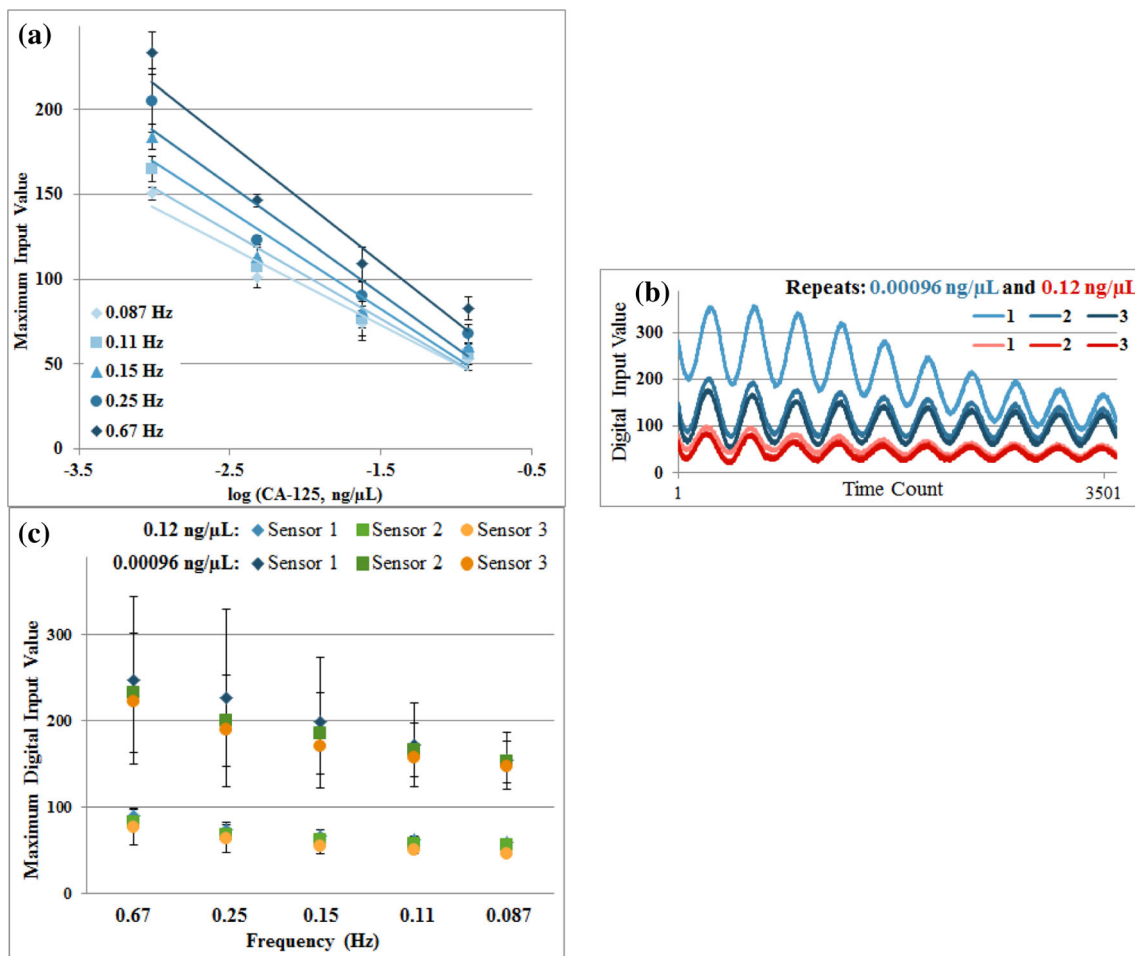 (a)
Maximum Input Value
200
150
100
50
0
0.087 Hz
0.11 Hz
0.15 Hz
0.25 Hz
0.67 Hz
-3.5 -2.5 -1.5 -0.5
log (CA-125, ng/µL)
(b)
Repeats: 0.00096 ng/µL and 0.12 ng/µL
1 2 3
1 2 3
Digital Input Value
300
200
100
0
1 Time Count 3501
(c)
0.12 ng/µL: Sensor 1 Sensor 2 Sensor 3
0.00096 ng/µL: Sensor 1 Sensor 2 Sensor 3
Maximum Digital Input Value
300
200
100
0
0.67 0.25 0.15 0.11 0.087
Frequency (Hz)